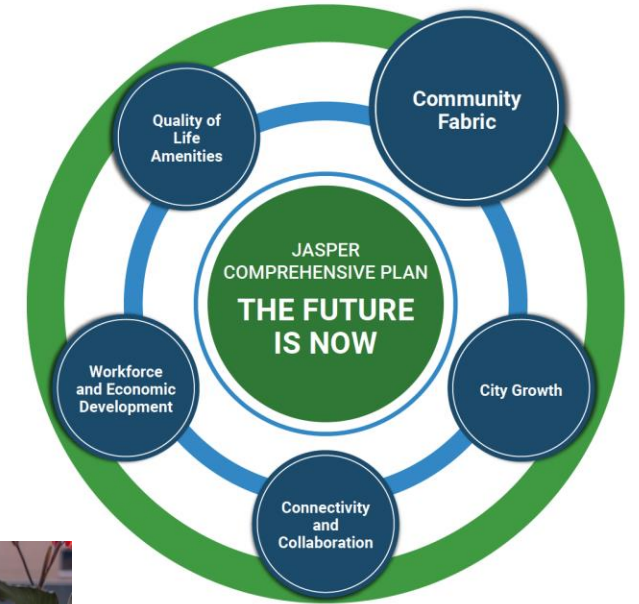 Community
Fabric
Quality of
Life
Amenities
JASPER
COMPREHENSIVE PLAN
THE FUTURE
IS NOW
Workforce
and Economic
Development
City Growth
Connectivity
and
Collaboration